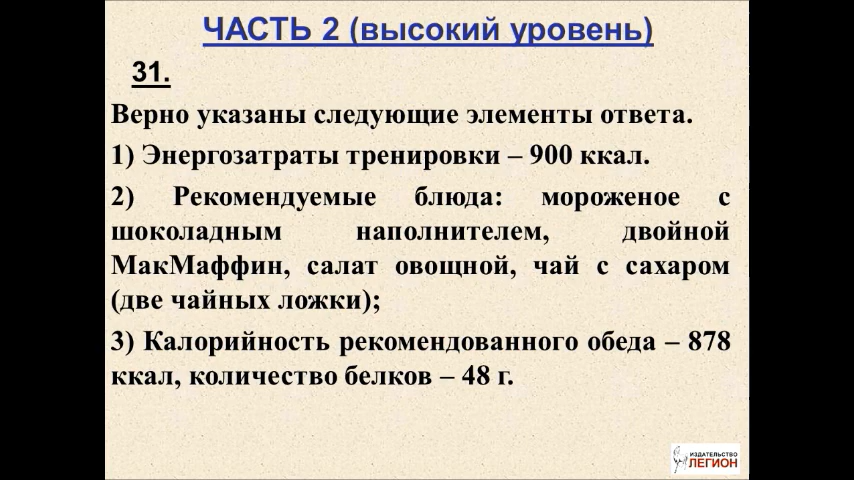 ЧАСТЬ 2 (высокий уровень)
31.
Верно указаны следующие элементы ответа.
1) Энергозатраты тренировки – 900 ккал.
2) Рекомендуемые блюда: мороженое с
шоколадным наполнителем, двойной
МакМаффин, салат овощной, чай с сахаром
(две чайных ложки);
3) Калорийность рекомендованного обеда – 878
ккал, количество белков – 48 г.
ИЗДАТЕЛЬСТВО
ЛЕГИОН